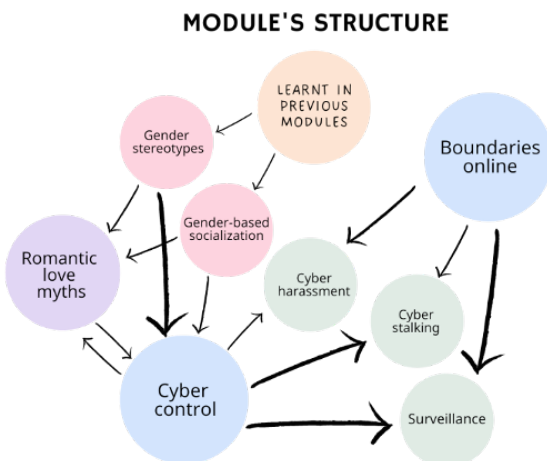 MODULE'S STRUCTURE
LEARNT IN
PREVIOUS
MODULES
Gender
stereotypes
Boundaries
online
Gender-based
socialization
Romantic
love
myths
Cyber
harassment
Cyber
stalking
Cyber
control
Surveillance